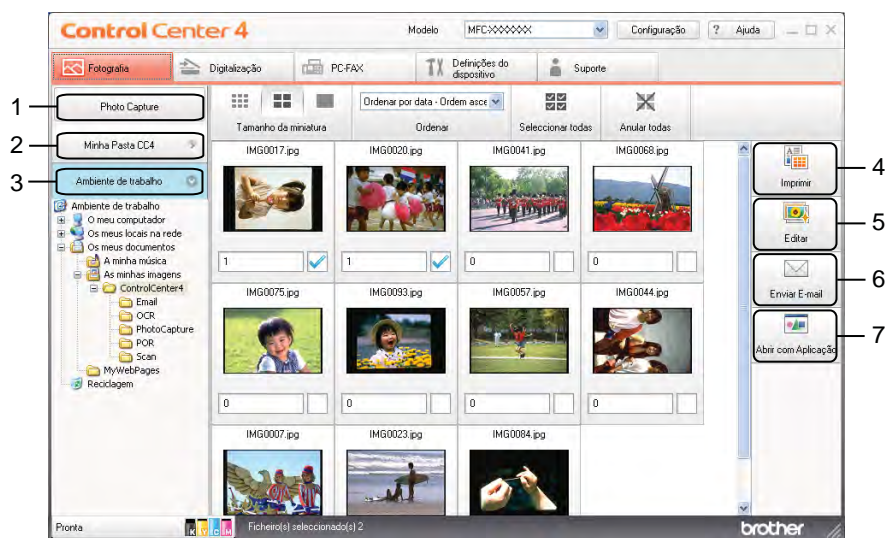 Control Center 4
Modelo
MFC-XXXXXX
Configuração
? Ajuda
Fotografia
Digitalização
PC-FAX
Definições do
dispositivo
Suporte
1
Photo Capture
2
Minha Pasta CC4
3
Ambiente de trabalho
Tamanho da miniatura
Ordenar por data - Ordem asce
Ordenar
Seleccionar todas
Anular todas
Ambiente de trabalho
O meu computador
Os meus locais na rede
Os meus documentos
A minha música
As minhas imagens
ControlCenter4
Email
OCR
PhotoCapture
POR
Scan
MyWebPages
Reciclagem
IMG0017.jpg
IMG0020.jpg
IMG0041.jpg
IMG0068.jpg
1
1
0
0
IMG0075.jpg
IMG0093.jpg
IMG0057.jpg
IMG0044.jpg
0
0
0
0
IMG0007.jpg
IMG0023.jpg
IMG0084.jpg
Imprimir
4
Editar
5
Enviar E-mail
6
Abrir com Aplicação
7
Pronta
K Y C M
Ficheiro(s) seleccionado(s) 2
brother